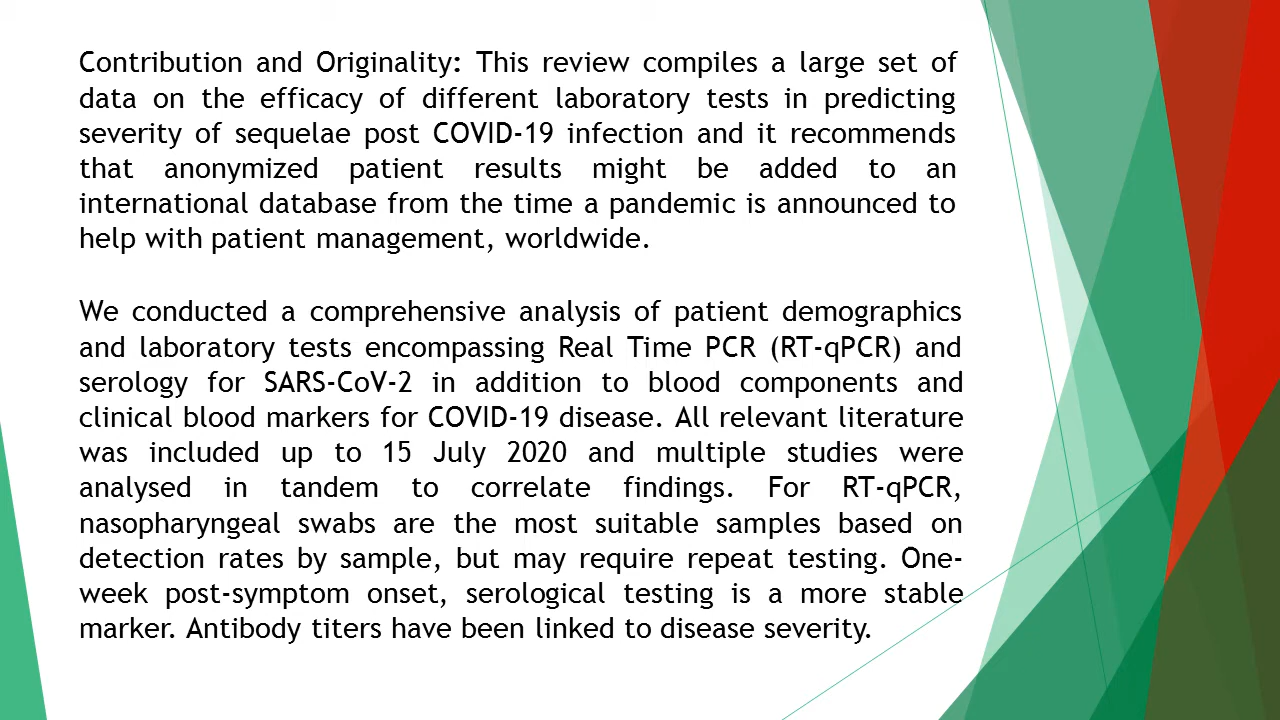 Contribution and Originality: This review compiles a large set of
data on the efficacy of different laboratory tests in predicting
severity of sequelae post COVID-19 infection and it recommends
that anonymized patient results might be added to an
international database from the time a pandemic is announced to
help with patient management, worldwide.
We conducted a comprehensive analysis of patient demographics
and laboratory tests encompassing Real Time PCR (RT-qPCR) and
serology for SARS-CoV-2 in addition to blood components and
clinical blood markers for COVID-19 disease. All relevant literature
was included up to 15 July 2020 and multiple studies were
analysed in tandem to correlate findings. For RT-qPCR,
nasopharyngeal swabs are the most suitable samples based on
detection rates by sample, but may require repeat testing. One-
week post-symptom onset, serological testing is a more stable
marker. Antibody titers have been linked to disease severity.